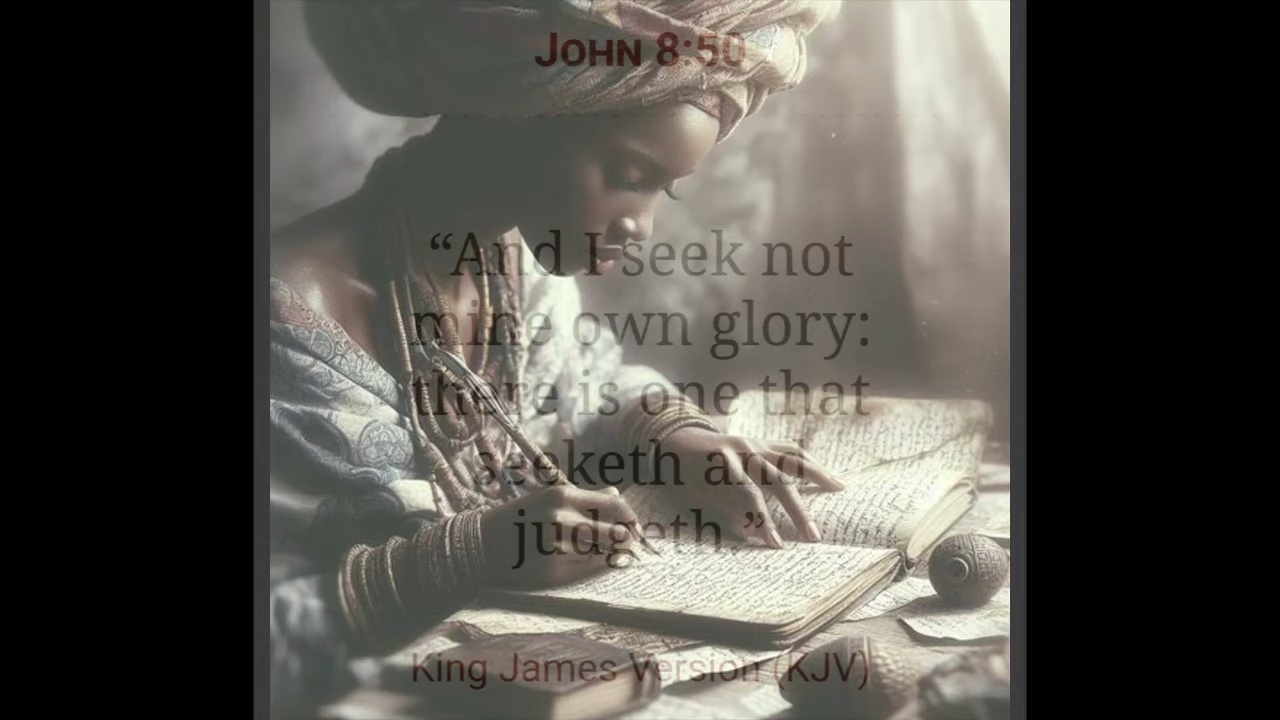 John 8:50
“And I seek not
mine own glory:
there is one that
seeketh and
judgeth.”
King James Version (KJV)